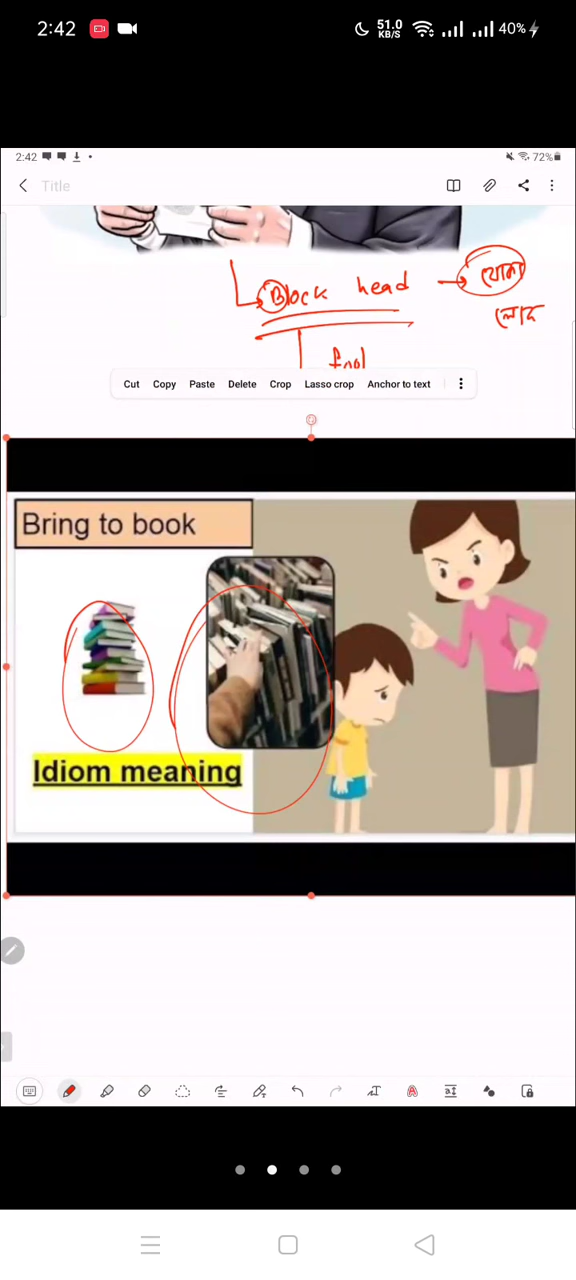 2:42 51.0 KB/S 40%
2:42 72%
Title
Block head → বোকা
লোক
fool
Cut Copy Paste Delete Crop Lasso crop Anchor to text
Bring to book
Idiom meaning